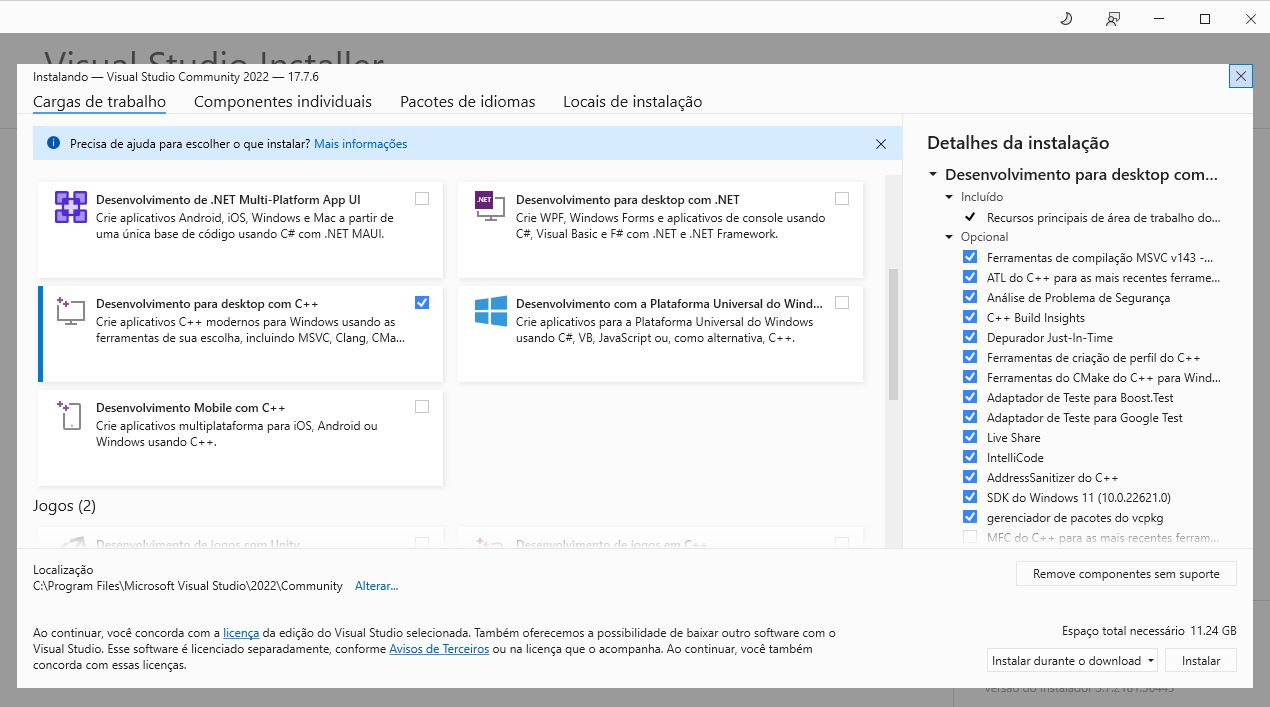 Visual Studio Installer
Instalando — Visual Studio Community 2022 — 17.7.6
Cargas de trabalho
Componentes individuais
Pacotes de idiomas
Locais de instalação
Precisa de ajuda para escolher o que instalar? Mais informações
Desenvolvimento de .NET Multi-Platform App UI
Crie aplicativos Android, iOS, Windows e Mac a partir de
uma única base de código usando C# com .NET MAUI.
.NET
Desenvolvimento para desktop com .NET
Crie WPF, Windows Forms e aplicativos de console usando
C#, Visual Basic e F# com .NET e .NET Framework.
Desenvolvimento para desktop com C++
Crie aplicativos C++ modernos para Windows usando as
ferramentas de sua escolha, incluindo MSVC, Clang, CMa...
Desenvolvimento com a Plataforma Universal do Wind...
Crie aplicativos para a Plataforma Universal do Windows
usando C#, VB, JavaScript ou, como alternativa, C++.
Desenvolvimento Mobile com C++
Crie aplicativos multiplataforma para iOS, Android ou
Windows usando C++.
Jogos (2)
Desenvolvimento de jogos com Unity
Desenvolvimento de jogos em C++
Detalhes da instalação
Desenvolvimento para desktop com...
Incluído
Recursos principais de área de trabalho do...
Opcional
Ferramentas de compilação MSVC v143 -...
ATL do C++ para as mais recentes ferrame...
Análise de Problema de Segurança
C++ Build Insights
Depurador Just-In-Time
Ferramentas de criação de perfil do C++
Ferramentas do CMake do C++ para Wind...
Adaptador de Teste para Boost.Test
Adaptador de Teste para Google Test
Live Share
IntelliCode
AddressSanitizer do C++
SDK do Windows 11 (10.0.22621.0)
gerenciador de pacotes do vcpkg
MFC do C++ para as mais recentes ferram...
Localização
C:\Program Files\Microsoft Visual Studio\2022\Community Alterar...
Remove componentes sem suporte
Ao continuar, você concorda com a licença da edição do Visual Studio selecionada. Também oferecemos a possibilidade de baixar outro software com o
Visual Studio. Esse software é licenciado separadamente, conforme Avisos de Terceiros ou na licença que o acompanha. Ao continuar, você também
concorda com essas licenças.
Espaço total necessário 11.24 GB
Instalar durante o download
Instalar